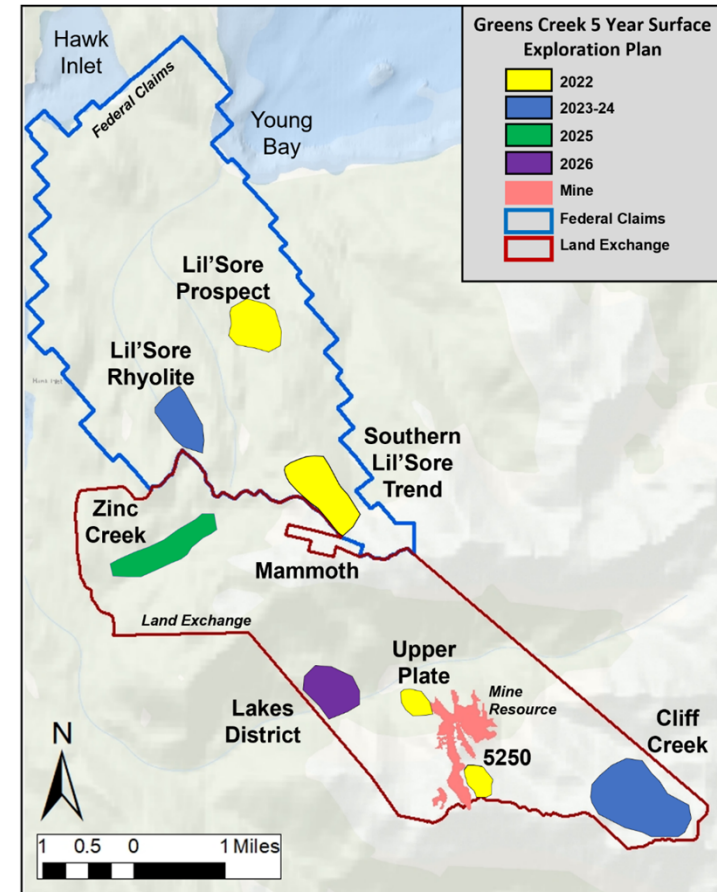 Greens Creek 5 Year Surface
Exploration Plan
2022
2023-24
2025
2026
Mine
Federal Claims
Land Exchange
Hawk
Inlet
Federal Claims
Young
Bay
Lil'Sore
Prospect
Lil'Sore
Rhyolite
Southern
Lil'Sore
Trend
Zinc
Creek
Mammoth
Land Exchange
Upper
Plate
Mine
Resource
Lakes
District
5250
Cliff
Creek
N
1 0.5 0 1 Miles